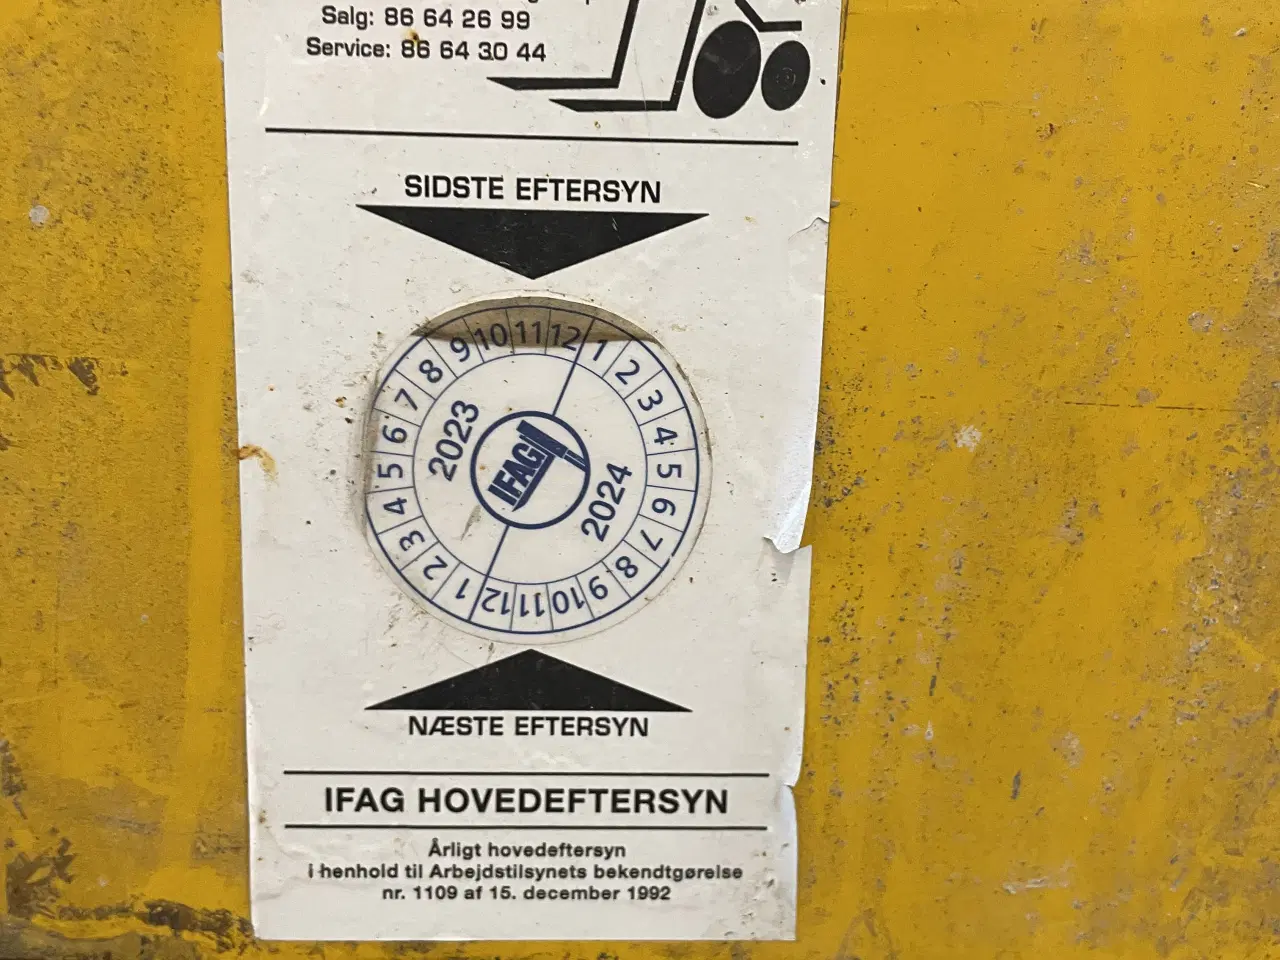 Salg: 86 64 26 99
Service: 86 64 30 44
SIDSTE EFTERSYN
1 2 3 4 5 6 7 8 9 10 11 12
2023
IFAG
2024
1 2 3 4 5 6 7 8 9 10 11 12
NÆSTE EFTERSYN
IFAG HOVEDEFTERSYN
Årligt hovedeftersyn
i henhold til Arbejdstilsynets bekendtgørelse
nr. 1109 af 15. december 1992